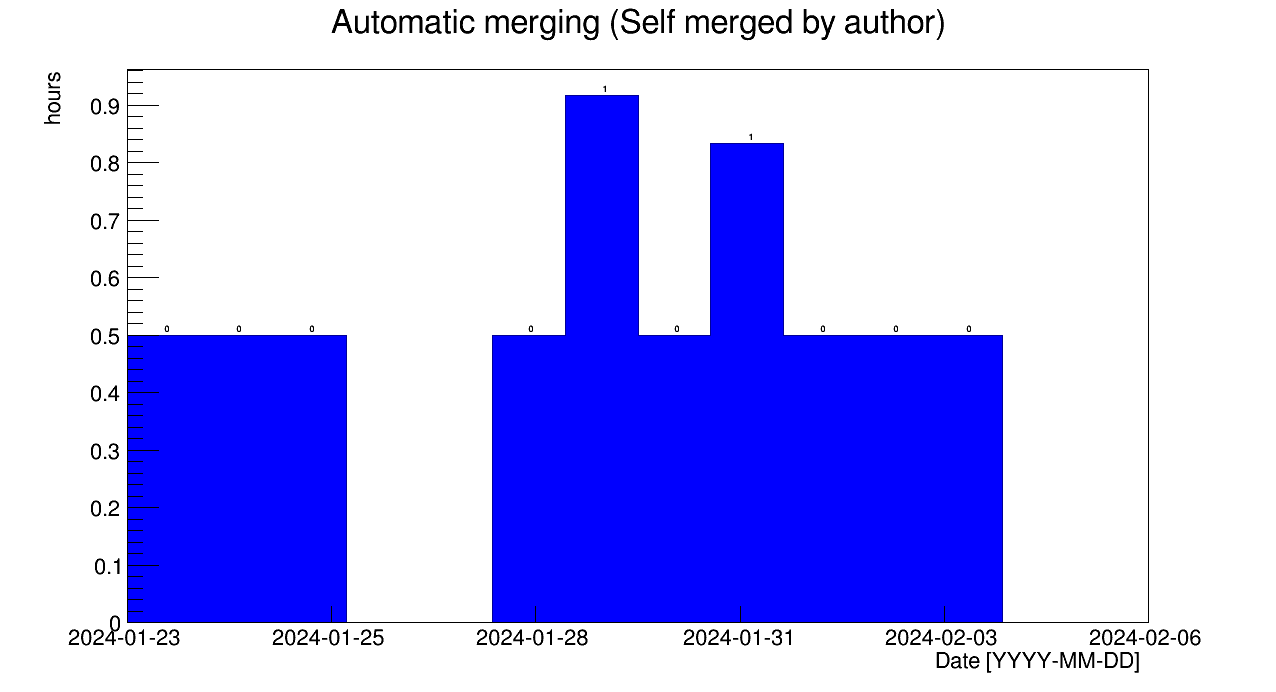 Automatic merging (Self merged by author)
hours
0.9
0.8
0.7
0.6
0.5
0.4
0.3
0.2
0.1
0
1
1
0 0 0 0 0 0 0 0
2024-01-23 2024-01-25 2024-01-28 2024-01-31 2024-02-03 2024-02-06
Date [YYYY-MM-DD]